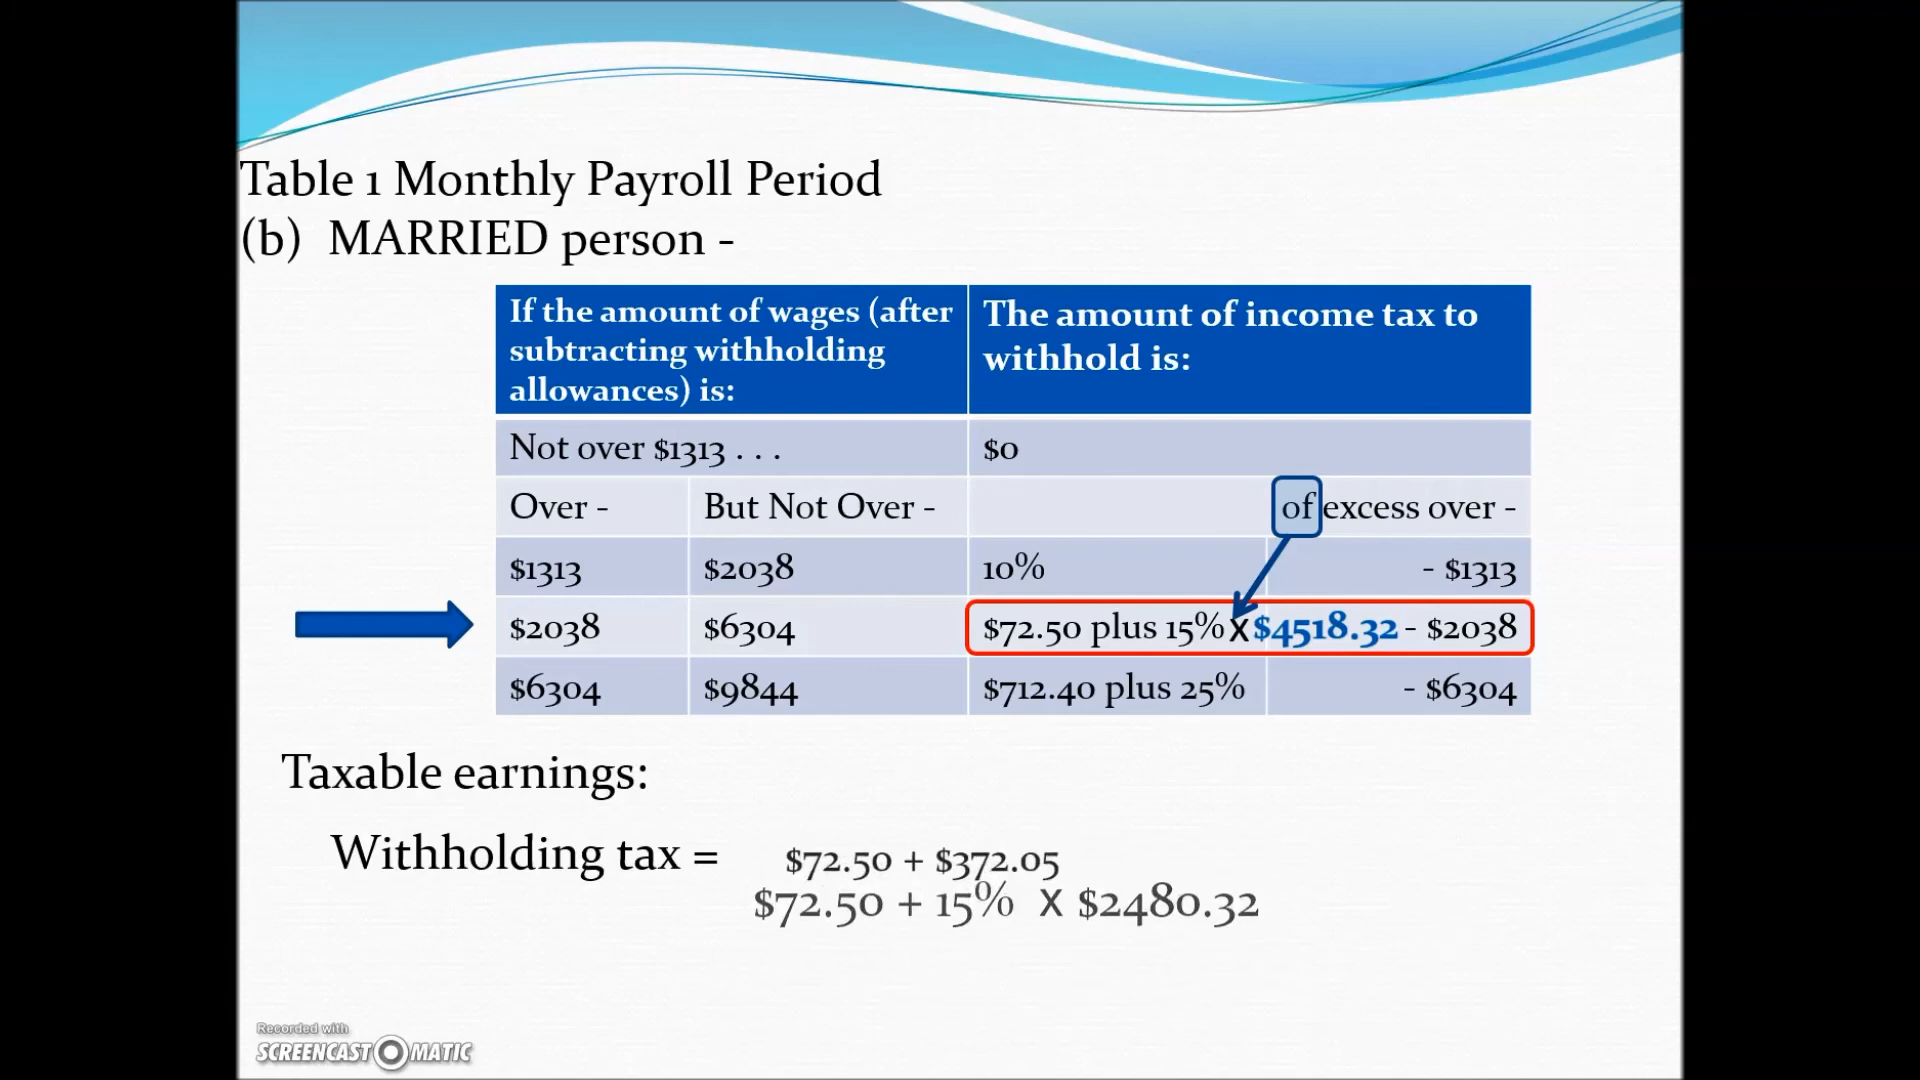 Table 1 Monthly Payroll Period
(b) MARRIED person -
If the amount of wages (after
subtracting withholding
allowances) is:
The amount of income tax to
withhold is:
Not over $1313 . . .
$0
Over -
But Not Over -
of excess over -
$1313
$2038
10%
- $1313
$2038
$6304
$72.50 plus 15% X $4518.32 - $2038
$6304
$9844
$712.40 plus 25%
- $6304
Taxable earnings:
Withholding tax =
$72.50 + $372.05
$72.50 + 15% X $2480.32
Recorded with
SCREENCAST MATIC